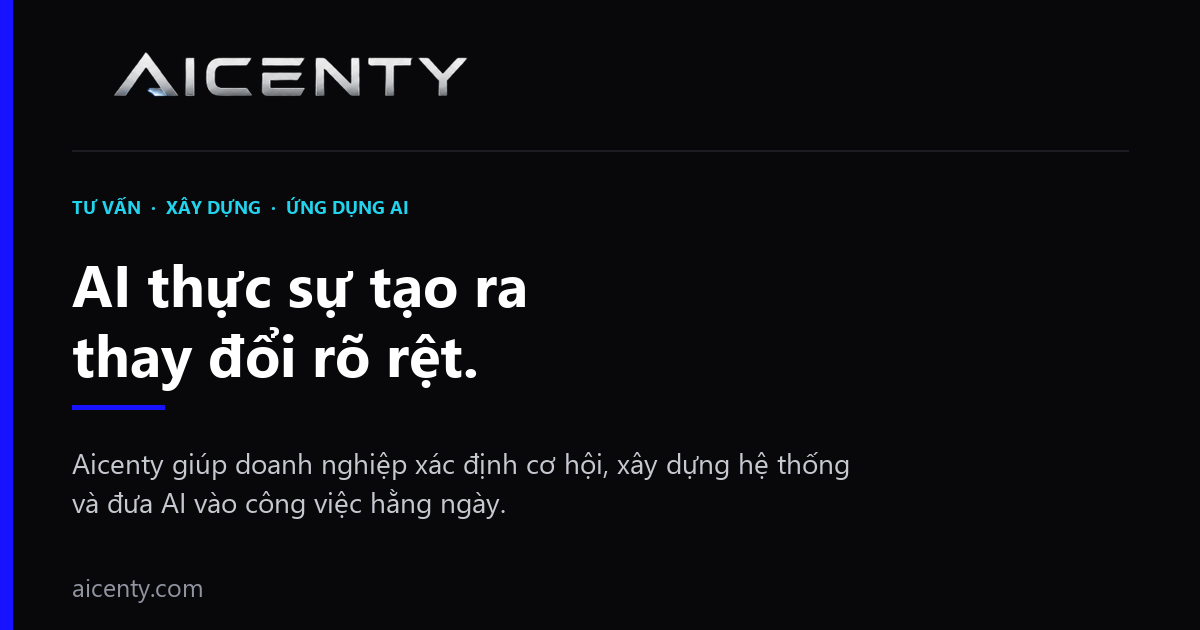 AICENTY
TƯ VẤN · XÂY DỰNG · ỨNG DỤNG AI
AI thực sự tạo ra
thay đổi rõ rệt.
Aicenty giúp doanh nghiệp xác định cơ hội, xây dựng hệ thống
và đưa AI vào công việc hằng ngày.
aicenty.com